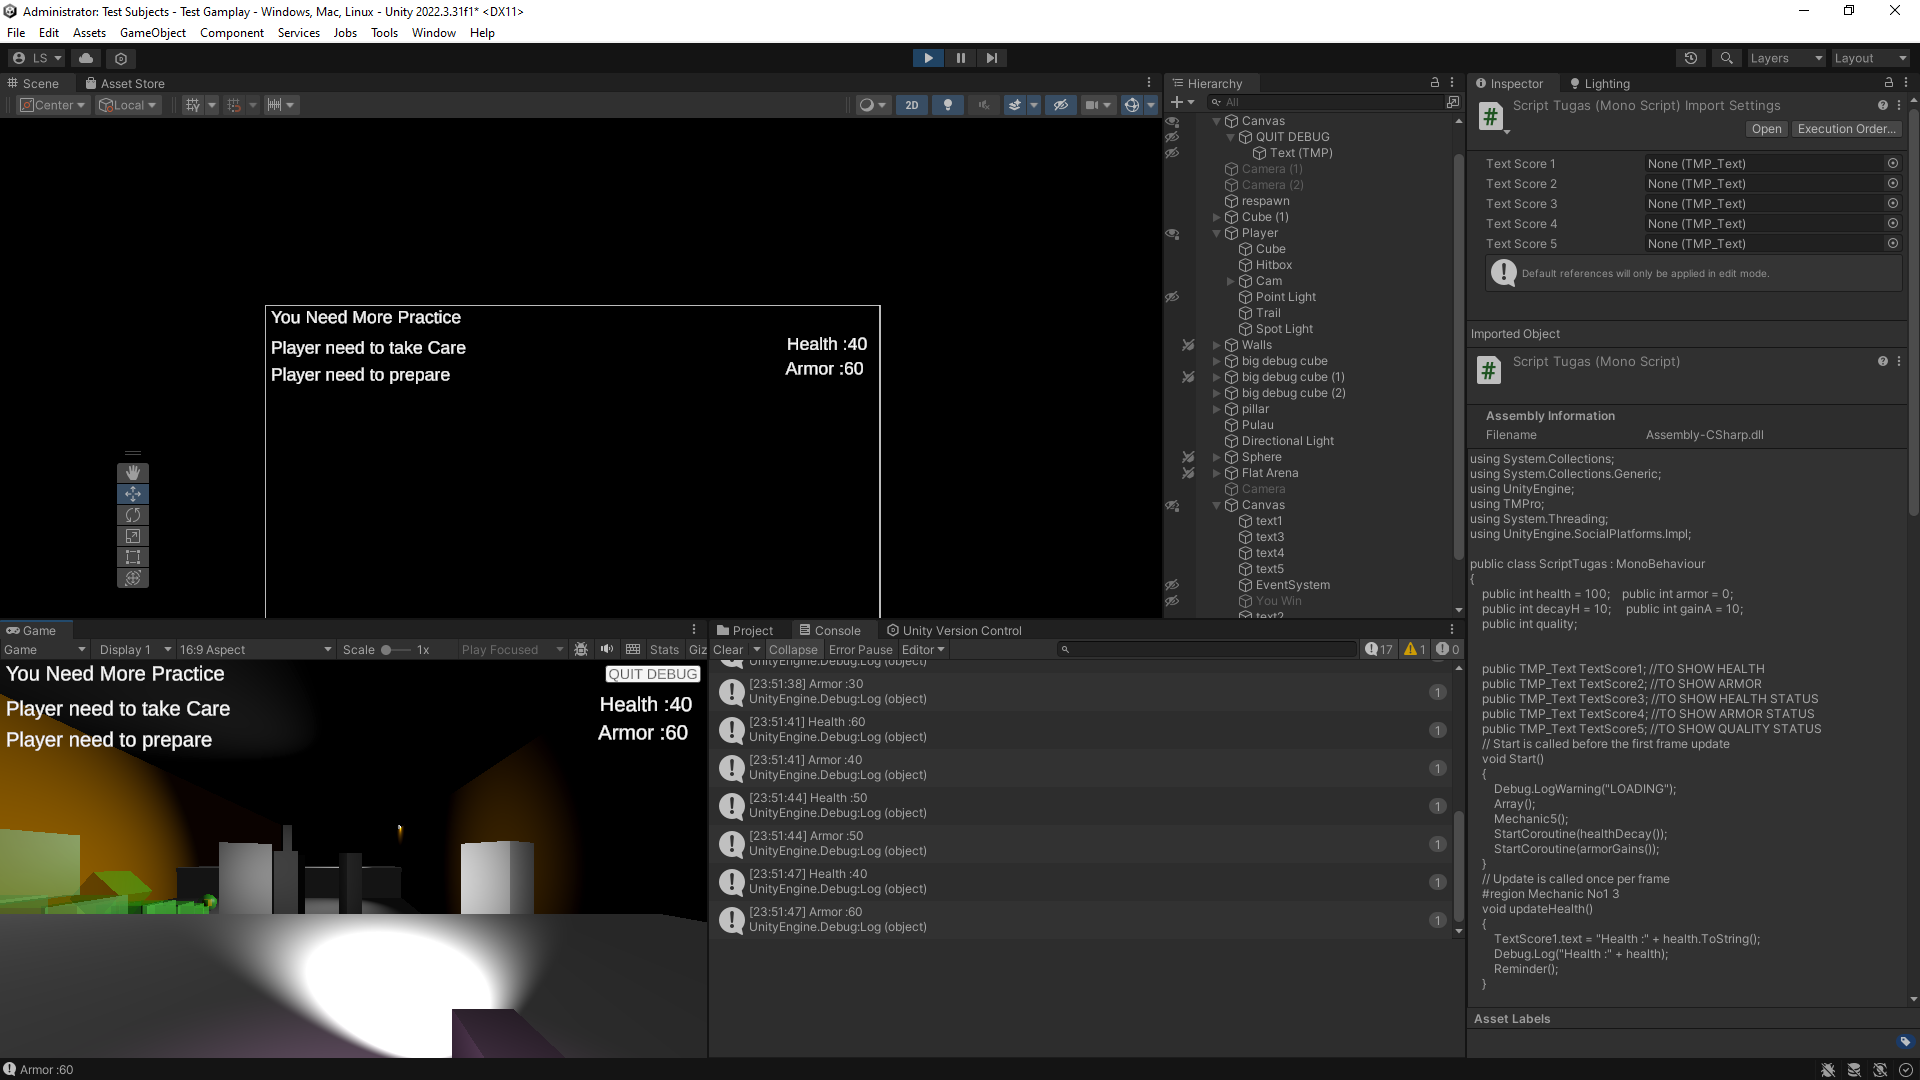 Administrator: Test Subjects - Test Gamplay - Windows, Mac, Linux - Unity 2022.3.31f1* <DX11>
File Edit Assets GameObject Component Services Jobs Tools Window Help
LS
Layers
Layout
Scene
Asset Store
Center
Local
2D
You Need More Practice
Player need to take Care
Player need to prepare
Health :40
Armor :60
Hierarchy
All
Canvas
QUIT DEBUG
Text (TMP)
Camera (1)
Camera (2)
respawn
Cube (1)
Player
Cube
Hitbox
Cam
Point Light
Trail
Spot Light
Walls
big debug cube
big debug cube (1)
big debug cube (2)
pillar
Pulau
Directional Light
Sphere
Flat Arena
Camera
Canvas
text1
text3
text4
text5
EventSystem
You Win
text2
Inspector
Lighting
Script Tugas (Mono Script) Import Settings
Open
Execution Order...
Text Score 1 None (TMP_Text)
Text Score 2 None (TMP_Text)
Text Score 3 None (TMP_Text)
Text Score 4 None (TMP_Text)
Text Score 5 None (TMP_Text)
Default references will only be applied in edit mode.
Imported Object
Script Tugas (Mono Script)
Assembly Information
Filename Assembly-CSharp.dll
using System.Collections;
using System.Collections.Generic;
using UnityEngine;
using TMPro;
using System.Threading;
using UnityEngine.SocialPlatforms.Impl;
public class ScriptTugas : MonoBehaviour
{
public int health = 100; public int armor = 0;
public int decayH = 10; public int gainA = 10;
public int quality;
public TMP_Text TextScore1; //TO SHOW HEALTH
public TMP_Text TextScore2; //TO SHOW ARMOR
public TMP_Text TextScore3; //TO SHOW HEALTH STATUS
public TMP_Text TextScore4; //TO SHOW ARMOR STATUS
public TMP_Text TextScore5; //TO SHOW QUALITY STATUS
// Start is called before the first frame update
void Start()
{
Debug.LogWarning("LOADING");
Array();
Mechanic5();
StartCoroutine(healthDecay());
StartCoroutine(armorGains());
}
// Update is called once per frame
#region Mechanic No1 3
void updateHealth()
{
TextScore1.text = "Health :" + health.ToString();
Debug.Log("Health :" + health);
Reminder();
}
Asset Labels
Game
Game Display 1 16:9 Aspect Scale 1x Play Focused Stats Giz
You Need More Practice
Player need to take Care
Player need to prepare
QUIT DEBUG
Health :40
Armor :60
Project
Console
Unity Version Control
Clear Collapse Error Pause Editor
17 1 0
UnityEngine.Debug:Log (object)
[23:51:38] Armor :30
UnityEngine.Debug:Log (object)
1
[23:51:41] Health :60
UnityEngine.Debug:Log (object)
1
[23:51:41] Armor :40
UnityEngine.Debug:Log (object)
1
[23:51:44] Health :50
UnityEngine.Debug:Log (object)
1
[23:51:44] Armor :50
UnityEngine.Debug:Log (object)
1
[23:51:47] Health :40
UnityEngine.Debug:Log (object)
1
[23:51:47] Armor :60
UnityEngine.Debug:Log (object)
1
Armor :60